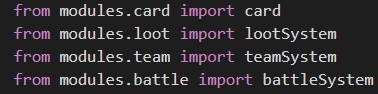 from modules.card import card
from modules.loot import lootSystem
from modules.team import teamSystem
from modules.battle import battleSystem